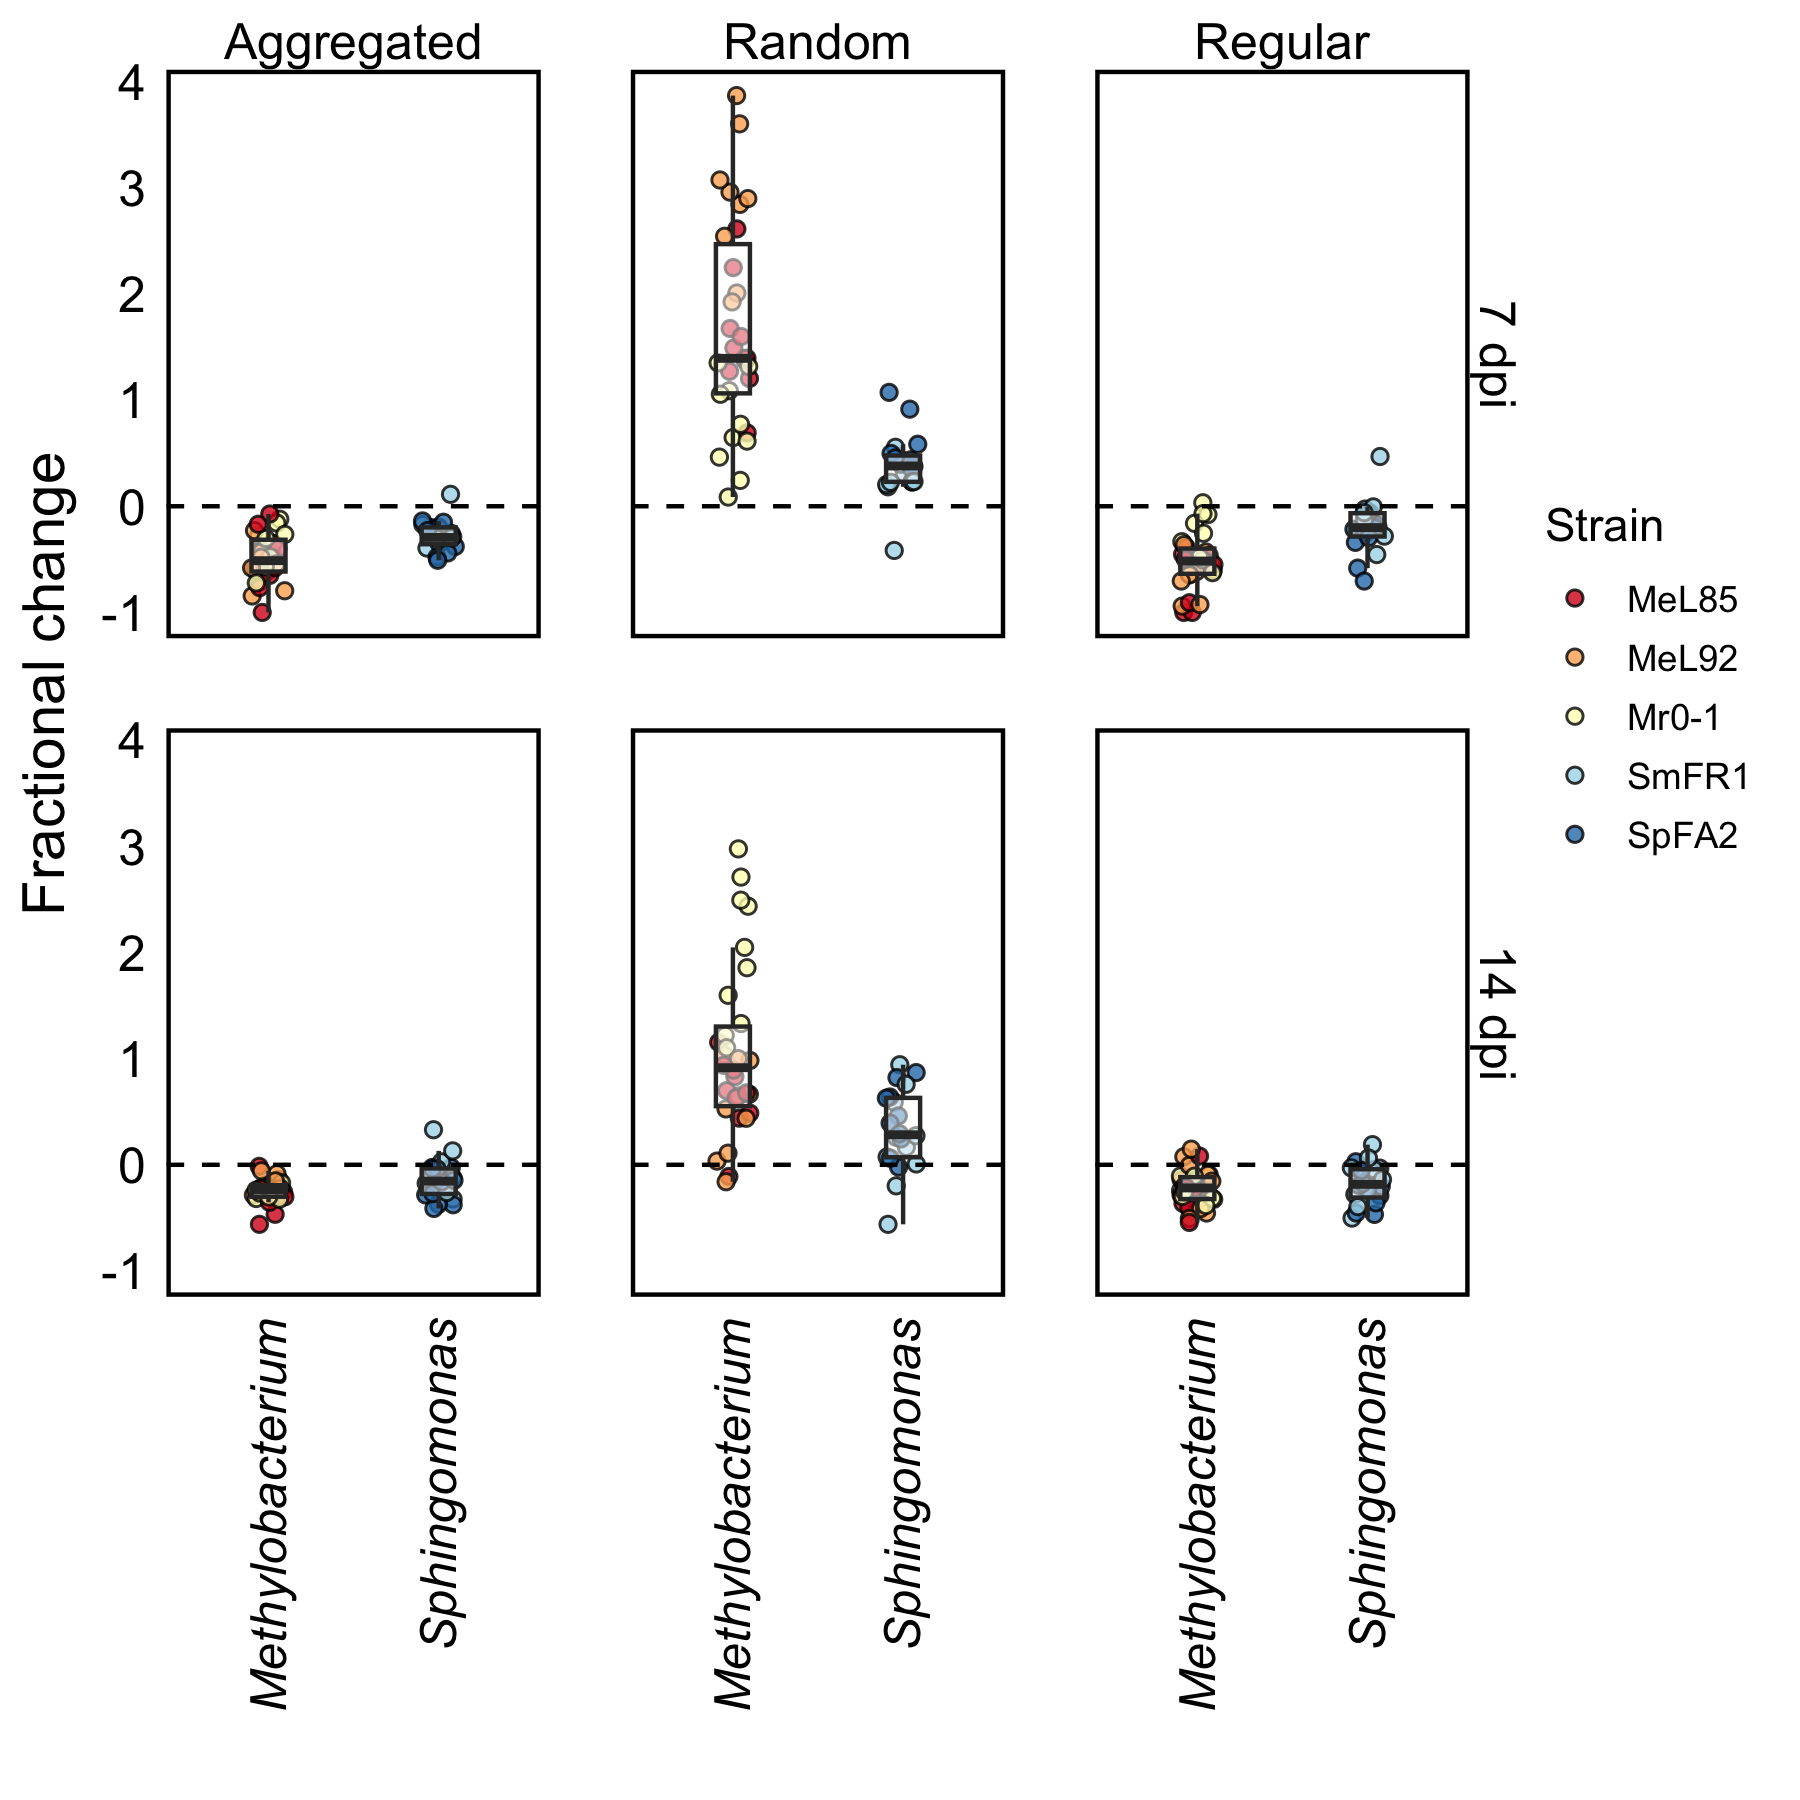 Aggregated
Random
Regular
4
3
2
1
0
-1
7 dpi
Fractional change
4
3
2
1
0
-1
14 dpi
Methylobacterium
Sphingomonas
Methylobacterium
Sphingomonas
Methylobacterium
Sphingomonas
Strain
MeL85
MeL92
Mr0-1
SmFR1
SpFA2